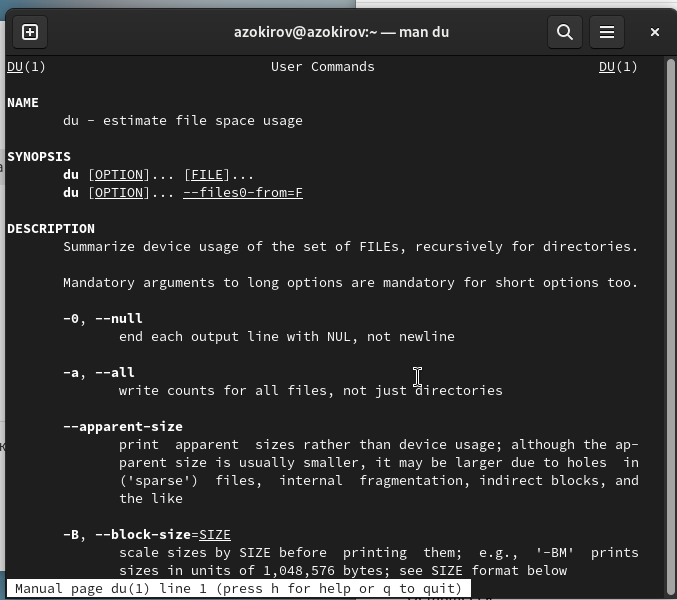 azokirov@azokirov:~ — man du
DU(1) User Commands DU(1)
NAME
du - estimate file space usage
SYNOPSIS
du [OPTION]... [FILE]...
du [OPTION]... --files0-from=F
DESCRIPTION
Summarize device usage of the set of FILEs, recursively for directories.
Mandatory arguments to long options are mandatory for short options too.
-0, --null
end each output line with NUL, not newline
-a, --all
write counts for all files, not just directories
--apparent-size
print apparent sizes rather than device usage; although the ap-
parent size is usually smaller, it may be larger due to holes in
('sparse') files, internal fragmentation, indirect blocks, and
the like
-B, --block-size=SIZE
scale sizes by SIZE before printing them; e.g., '-BM' prints
sizes in units of 1,048,576 bytes; see SIZE format below
Manual page du(1) line 1 (press h for help or q to quit)